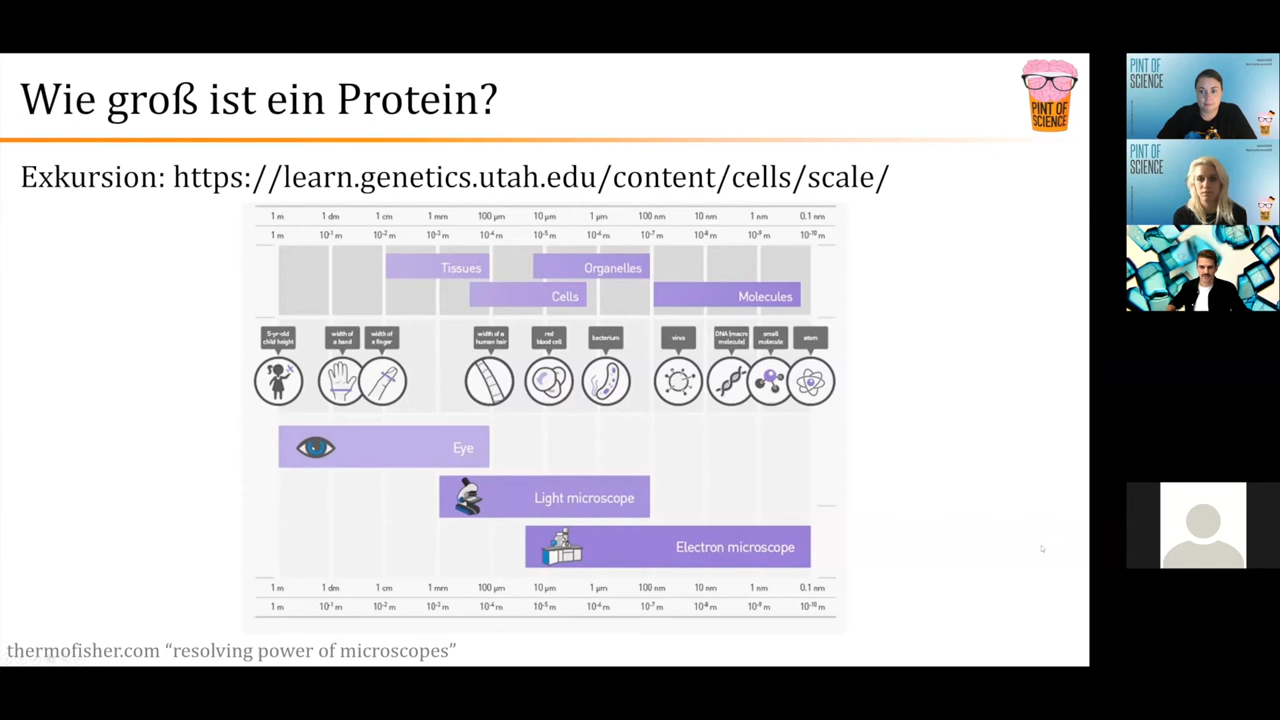 Wie groß ist ein Protein?
PINT OF
SCIENCE
Exkursion: https://learn.genetics.utah.edu/content/cells/scale/
1 m 1 dm 1 cm 1 mm 100 µm 10 µm 1 µm 100 nm 10 nm 1 nm 0.1 nm
1 m 10⁻¹ m 10⁻² m 10⁻³ m 10⁻⁴ m 10⁻⁵ m 10⁻⁶ m 10⁻⁷ m 10⁻⁸ m 10⁻⁹ m 10⁻¹⁰ m
Tissues Organelles
Cells Molecules
5-yr-old
child height
width of
a hand
width of
a finger
width of a
human hair
red
blood cell
bacterium
virus
DNA (macro
molecule)
small
molecule
atom
Eye
Light microscope
Electron microscope
1 m 1 dm 1 cm 1 mm 100 µm 10 µm 1 µm 100 nm 10 nm 1 nm 0.1 nm
1 m 10⁻¹ m 10⁻² m 10⁻³ m 10⁻⁴ m 10⁻⁵ m 10⁻⁶ m 10⁻⁷ m 10⁻⁸ m 10⁻⁹ m 10⁻¹⁰ m
thermofisher.com “resolving power of microscopes”
PINT OF
SCIENCE
PINT OF
SCIENCE